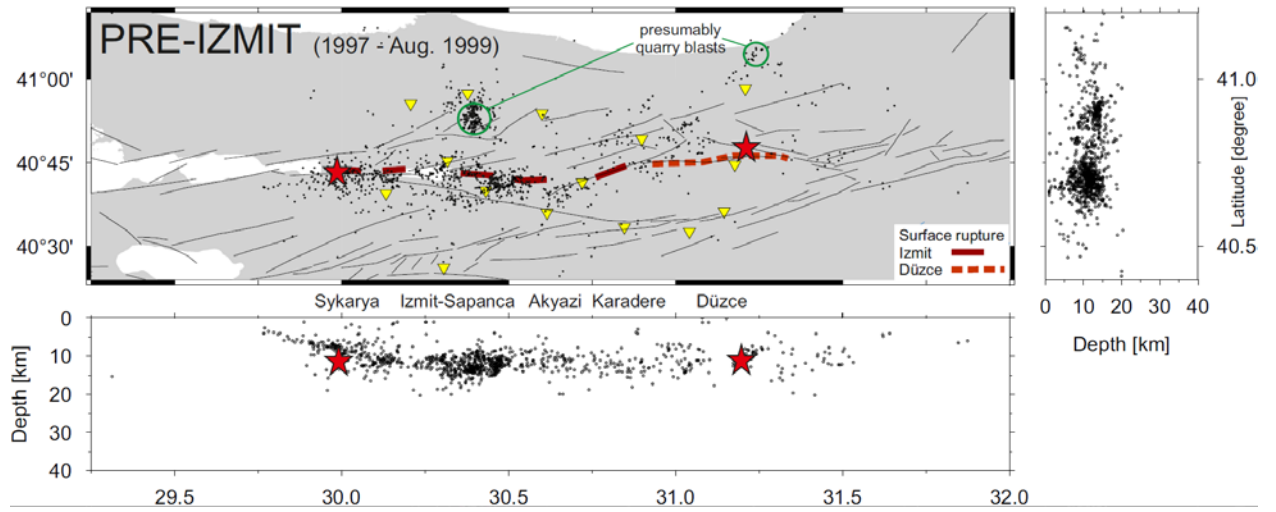 PRE-IZMIT (1997 - Aug. 1999)
presumably
quarry blasts
41°00'
40°45'
40°30'
Surface rupture
Izmit
Düzce
41.0
40.5
Latitude [degree]
0 10 20 30 40
Depth [km]
Sykarya Izmit-Sapanca Akyazi Karadere Düzce
0
10
20
30
40
Depth [km]
29.5 30.0 30.5 31.0 31.5 32.0